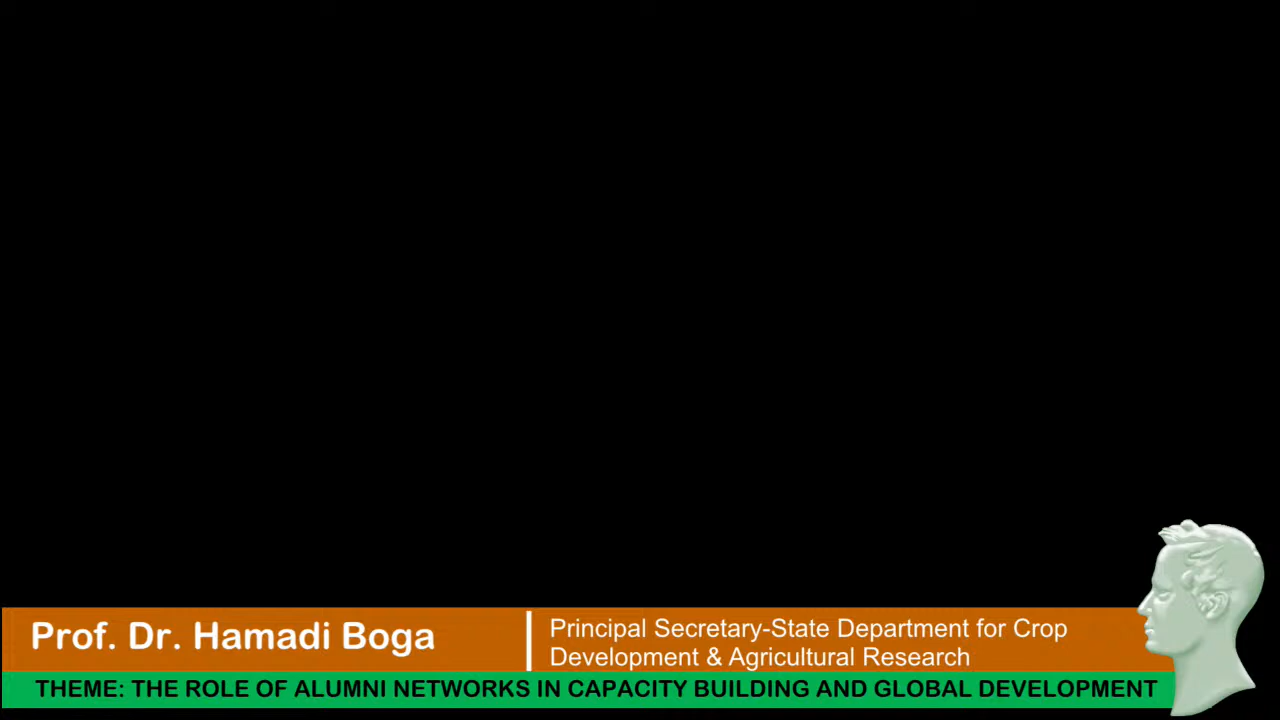 Prof. Dr. Hamadi Boga
Principal Secretary-State Department for Crop
Development & Agricultural Research
THEME: THE ROLE OF ALUMNI NETWORKS IN CAPACITY BUILDING AND GLOBAL DEVELOPMENT